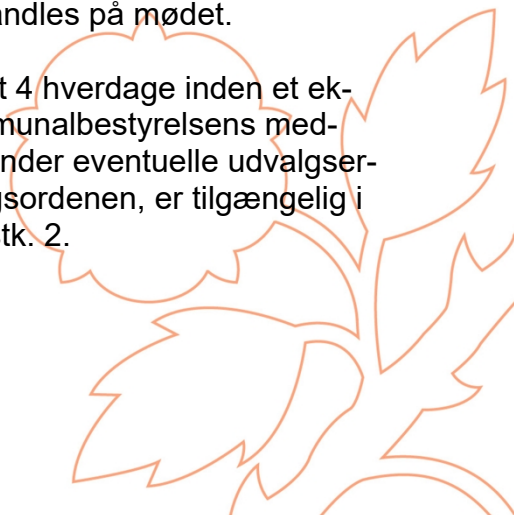 andles på mødet.
t 4 hverdage inden et ek-
munalbestyrelsens med-
nder eventuelle udvalgser-
gsordenen, er tilgængelig i
tk. 2.